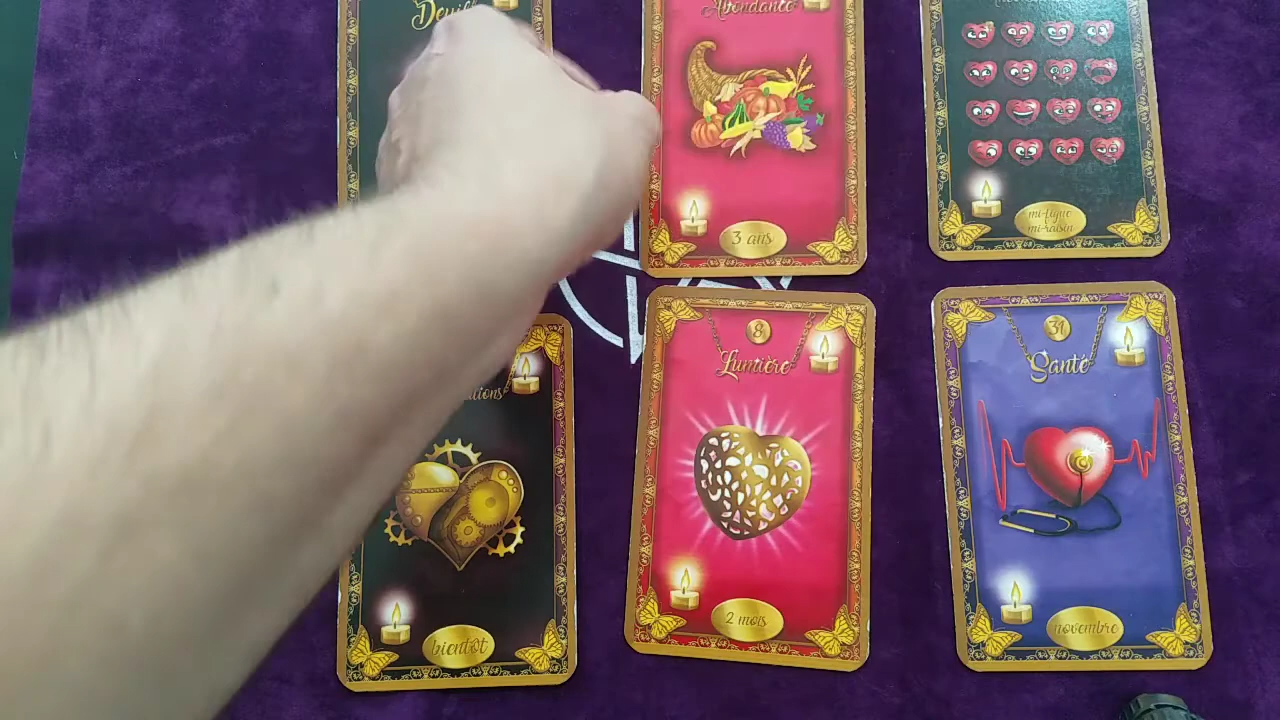 Abondance
3 ans
mi-figue
mi-raisin
bientôt
8
Lumière
2 mois
31
Santé
novembre